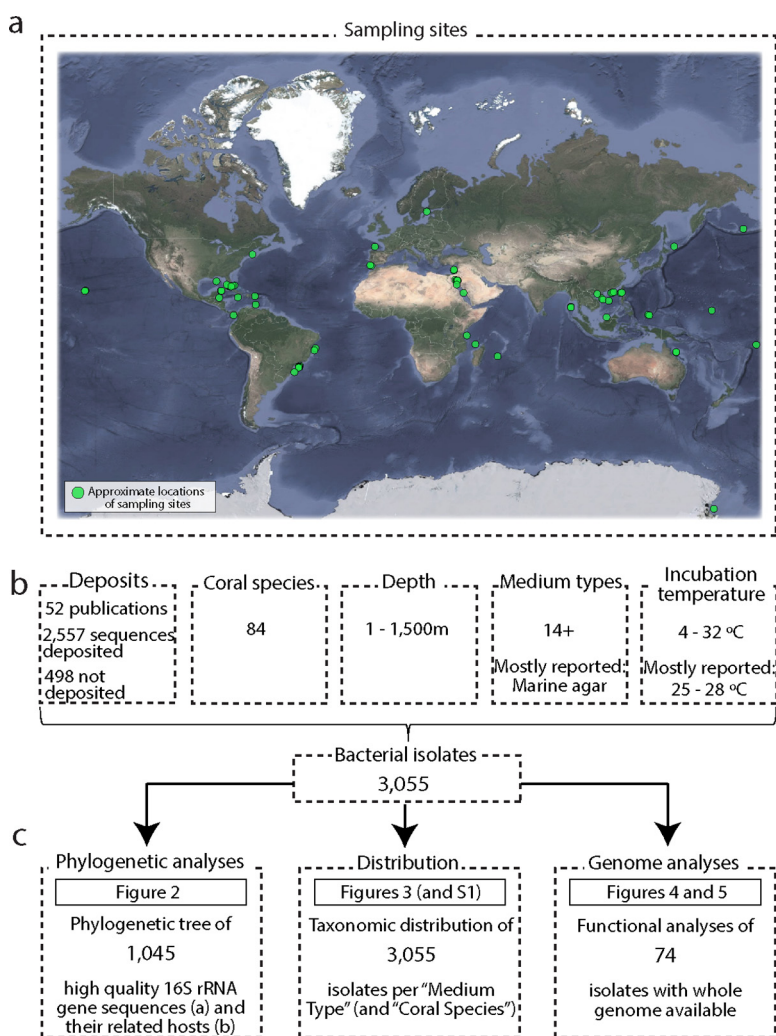 a
Sampling sites
Approximate locations
of sampling sites
b
Deposits
52 publications
2,557 sequences
deposited
498 not
deposited
Coral species
84
Depth
1 - 1,500m
Medium types
14+
Mostly reported:
Marine agar
Incubation
temperature
4 - 32 ºC
Mostly reported:
25 - 28 ºC
Bacterial isolates
3,055
c
Phylogenetic analyses
Figure 2
Phylogenetic tree of
1,045
high quality 16S rRNA
gene sequences (a) and
their related hosts (b)
Distribution
Figures 3 (and S1)
Taxonomic distribution of
3,055
isolates per “Medium
Type” (and “Coral Species”)
Genome analyses
Figures 4 and 5
Functional analyses of
74
isolates with whole
genome available